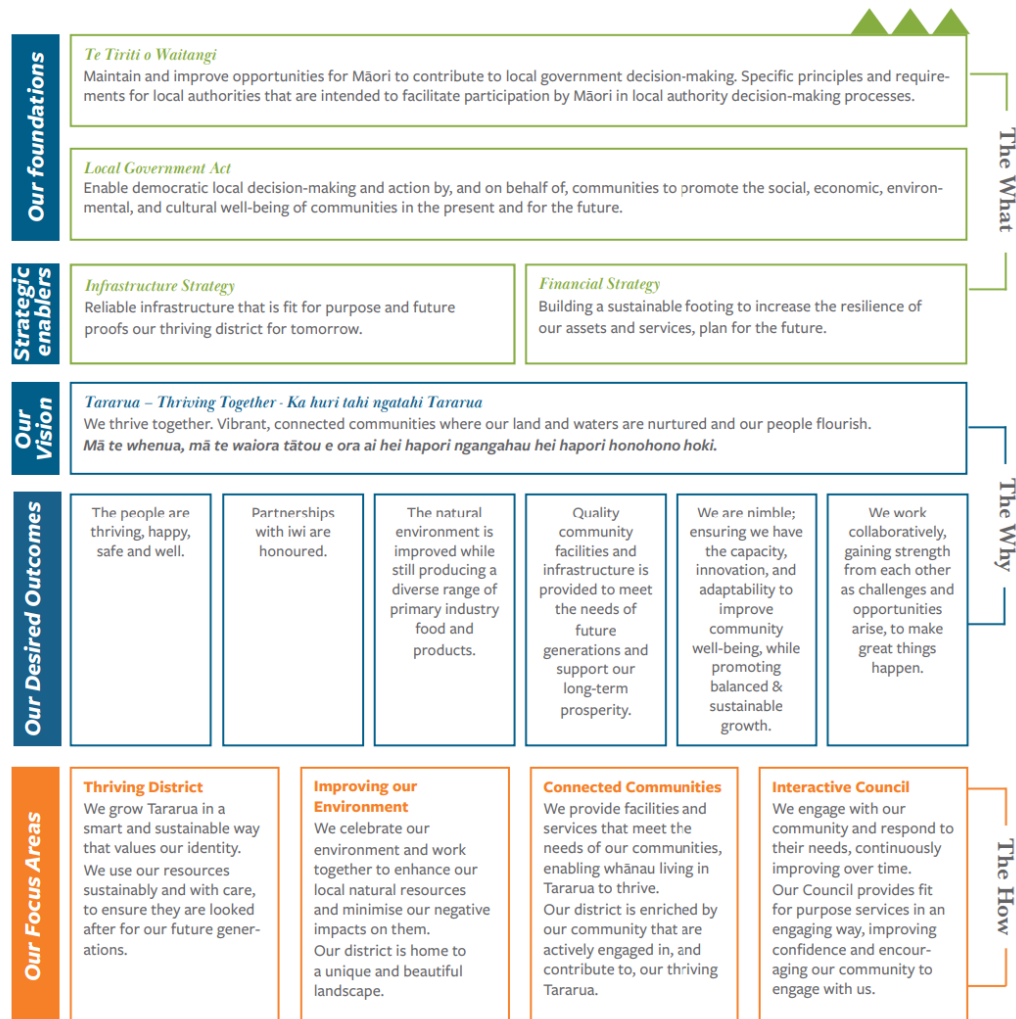 Our foundations
Te Tiriti o Waitangi
Maintain and improve opportunities for Māori to contribute to local government decision-making. Specific principles and require-
ments for local authorities that are intended to facilitate participation by Māori in local authority decision-making processes.
Local Government Act
Enable democratic local decision-making and action by, and on behalf of, communities to promote the social, economic, environ-
mental, and cultural well-being of communities in the present and for the future.
The What
Strategic
enablers
Infrastructure Strategy
Reliable infrastructure that is fit for purpose and future
proofs our thriving district for tomorrow.
Financial Strategy
Building a sustainable footing to increase the resilience of
our assets and services, plan for the future.
Our
Vision
Tararua – Thriving Together - Ka huri tahi ngatahi Tararua
We thrive together. Vibrant, connected communities where our land and waters are nurtured and our people flourish.
Mā te whenua, mā te waiora tātou e ora ai hei hapori ngangahau hei hapori honohono hoki.
The Why
Our Desired Outcomes
The people are
thriving, happy,
safe and well.
Partnerships
with iwi are
honoured.
The natural
environment is
improved while
still producing a
diverse range of
primary industry
food and
products.
Quality
community
facilities and
infrastructure is
provided to meet
the needs of
future
generations and
support our
long-term
prosperity.
We are nimble;
ensuring we have
the capacity,
innovation, and
adaptability to
improve
community
well-being, while
promoting
balanced &
sustainable
growth.
We work
collaboratively,
gaining strength
from each other
as challenges and
opportunities
arise, to make
great things
happen.
Our Focus Areas
Thriving District
We grow Tararua in a
smart and sustainable way
that values our identity.
We use our resources
sustainably and with care,
to ensure they are looked
after for our future gener-
ations.
Improving our
Environment
We celebrate our
environment and work
together to enhance our
local natural resources
and minimise our negative
impacts on them.
Our district is home to
a unique and beautiful
landscape.
Connected Communities
We provide facilities and
services that meet the
needs of our communities,
enabling whānau living in
Tararua to thrive.
Our district is enriched by
our community that are
actively engaged in, and
contribute to, our thriving
Tararua.
Interactive Council
We engage with our
community and respond to
their needs, continuously
improving over time.
Our Council provides fit
for purpose services in an
engaging way, improving
confidence and encour-
aging our community to
engage with us.
The How